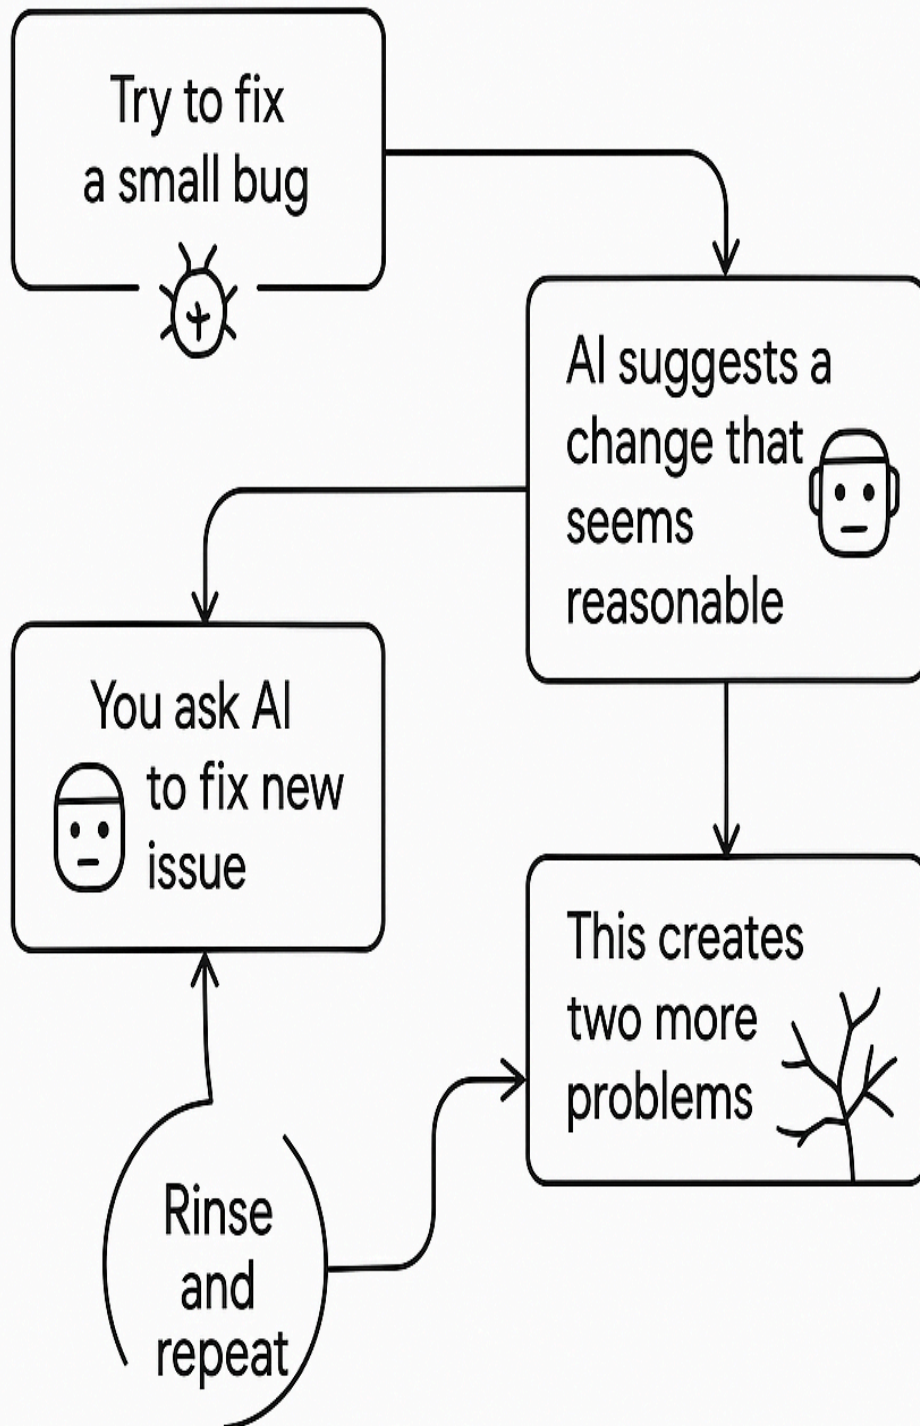 Try to fix
a small bug
AI suggests a
change that
seems
reasonable
You ask AI
to fix new
issue
This creates
two more
problems
Rinse
and
repeat